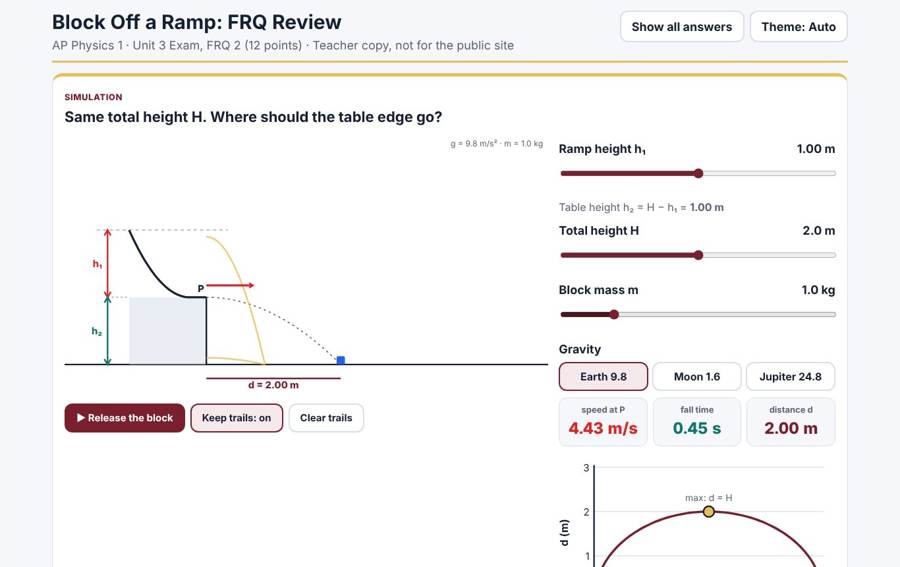 Block Off a Ramp: FRQ Review
AP Physics 1 · Unit 3 Exam, FRQ 2 (12 points) · Teacher copy, not for the public site
Show all answers
Theme: Auto
SIMULATION
Same total height H. Where should the table edge go?
g = 9.8 m/s² · m = 1.0 kg
h₁
P
h₂
d = 2.00 m
▶ Release the block
Keep trails: on
Clear trails
Ramp height h₁ 1.00 m
Table height h₂ = H − h₁ = 1.00 m
Total height H 2.0 m
Block mass m 1.0 kg
Gravity
Earth 9.8
Moon 1.6
Jupiter 24.8
speed at P
4.43 m/s
fall time
0.45 s
distance d
2.00 m
3
max: d = H
2
d (m)
1